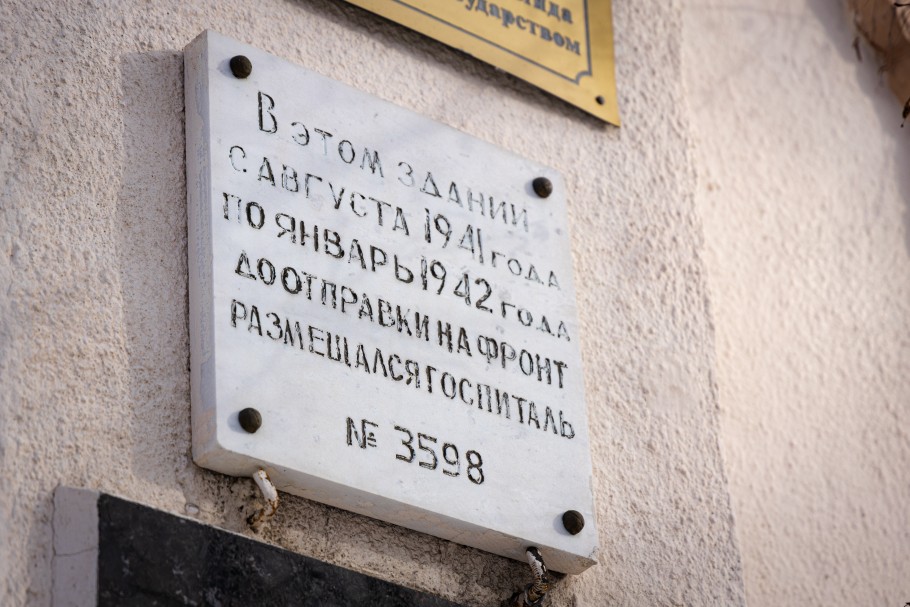 государством
В ЭТОМ ЗДАНИИ
С АВГУСТА 1941 ГОДА
ПО ЯНВАРЬ 1942 ГОДА
ДО ОТПРАВКИ НА ФРОНТ
РАЗМЕЩАЛСЯ ГОСПИТАЛЬ
№ 3598